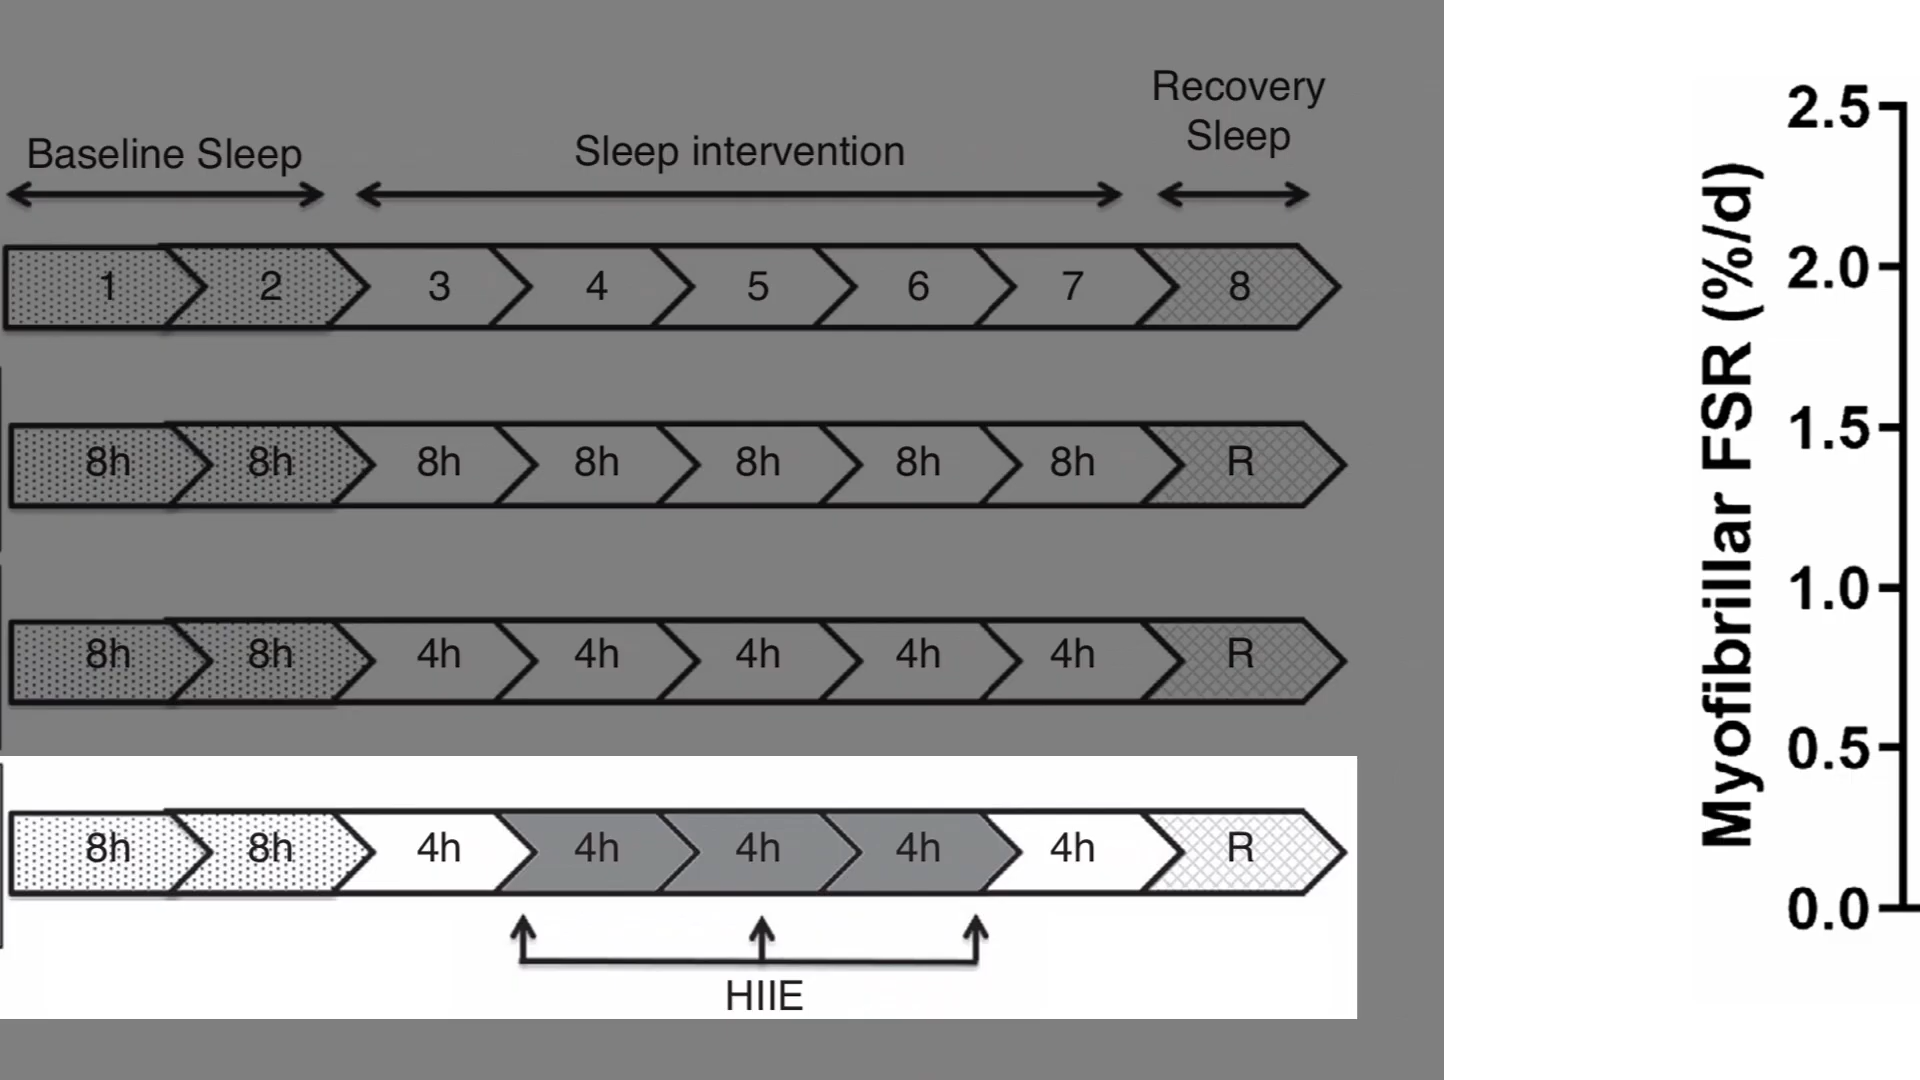 Recovery
Sleep
Baseline Sleep
Sleep intervention
1 2 3 4 5 6 7 8
8h 8h 8h 8h 8h 8h 8h R
8h 8h 4h 4h 4h 4h 4h R
8h 8h 4h 4h 4h 4h 4h R
HIIE
Myofibrillar FSR (%/d)
2.5
2.0
1.5
1.0
0.5
0.0